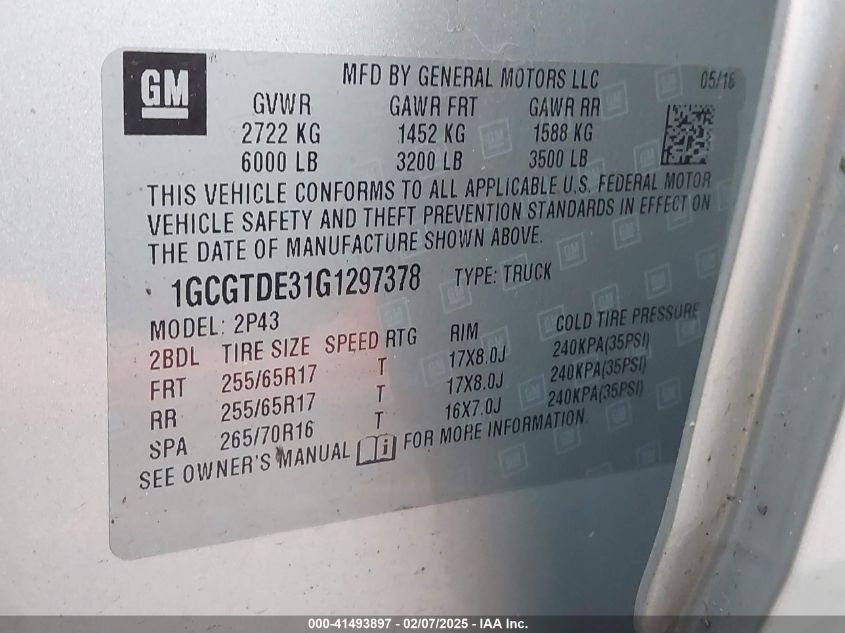 GM
MFD BY GENERAL MOTORS LLC 05/16
GVWR GAWR FRT GAWR RR
2722 KG 1452 KG 1588 KG
6000 LB 3200 LB 3500 LB
THIS VEHICLE CONFORMS TO ALL APPLICABLE U.S. FEDERAL MOTOR
VEHICLE SAFETY AND THEFT PREVENTION STANDARDS IN EFFECT ON
THE DATE OF MANUFACTURE SHOWN ABOVE.
1GCGTDE31G1297378 TYPE: TRUCK
MODEL: 2P43
2BDL TIRE SIZE SPEED RTG RIM COLD TIRE PRESSURE
FRT 255/65R17 T 17X8.0J 240KPA(35PSI)
RR 255/65R17 T 17X8.0J 240KPA(35PSI)
SPA 265/70R16 T 16X7.0J 240KPA(35PSI)
SEE OWNER'S MANUAL i FOR MORE INFORMATION.
000-41493897 - 02/07/2025 - IAA Inc.